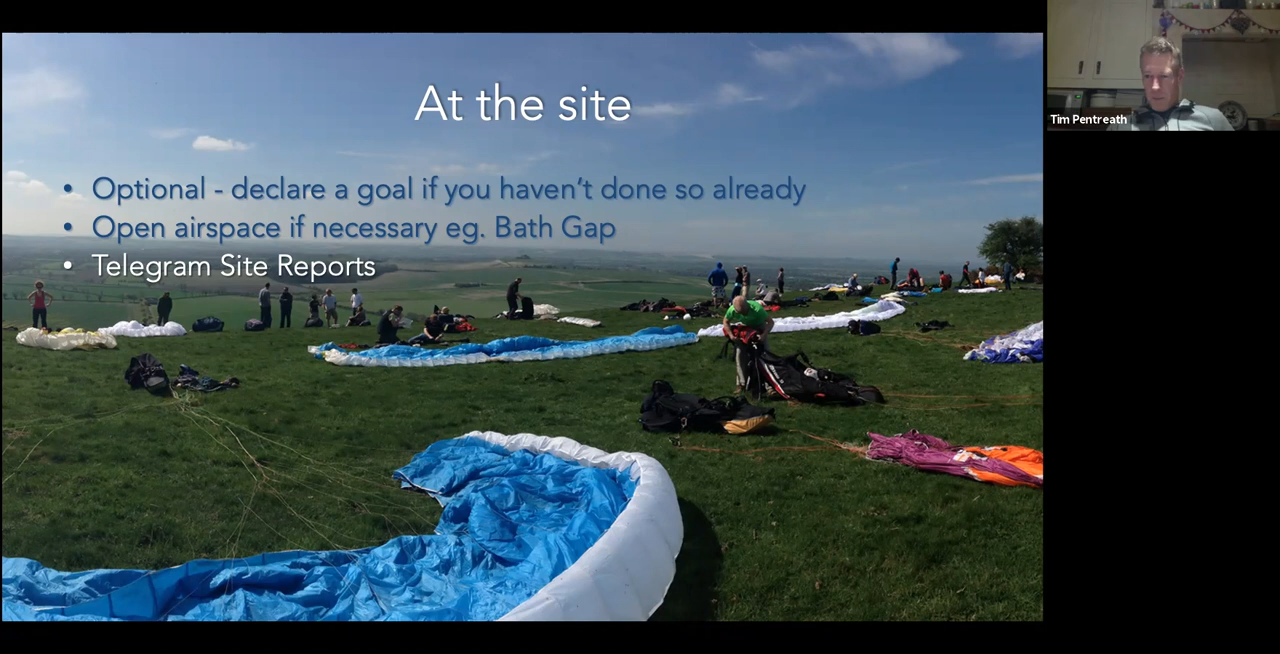 At the site
• Optional - declare a goal if you haven't done so already
• Open airspace if necessary eg. Bath Gap
• Telegram Site Reports
Tim Pentreath